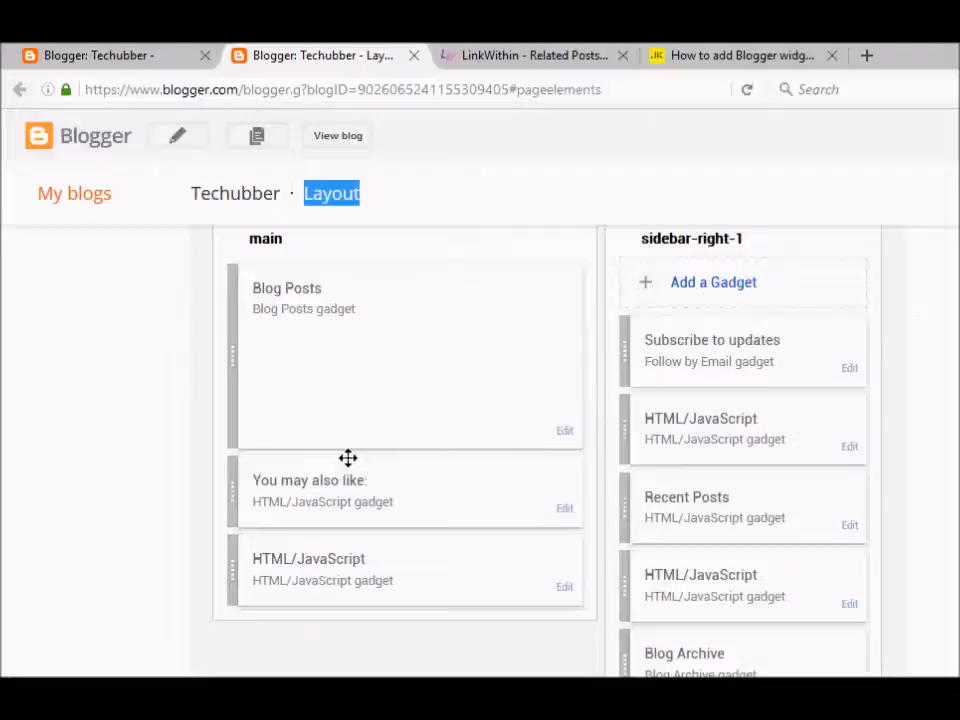 Blogger: Techubber -
Blogger: Techubber - Lay...
LinkWithin - Related Posts...
How to add Blogger widg...
https://www.blogger.com/blogger.g?blogID=9026065241155309405#pageelements
Search
Blogger
View blog
My blogs
Techubber · Layout
main
Blog Posts
Blog Posts gadget
Edit
You may also like:
HTML/JavaScript gadget
Edit
HTML/JavaScript
HTML/JavaScript gadget
Edit
sidebar-right-1
+ Add a Gadget
Subscribe to updates
Follow by Email gadget
Edit
HTML/JavaScript
HTML/JavaScript gadget
Edit
Recent Posts
HTML/JavaScript gadget
Edit
HTML/JavaScript
HTML/JavaScript gadget
Edit
Blog Archive
Blog Archive gadget